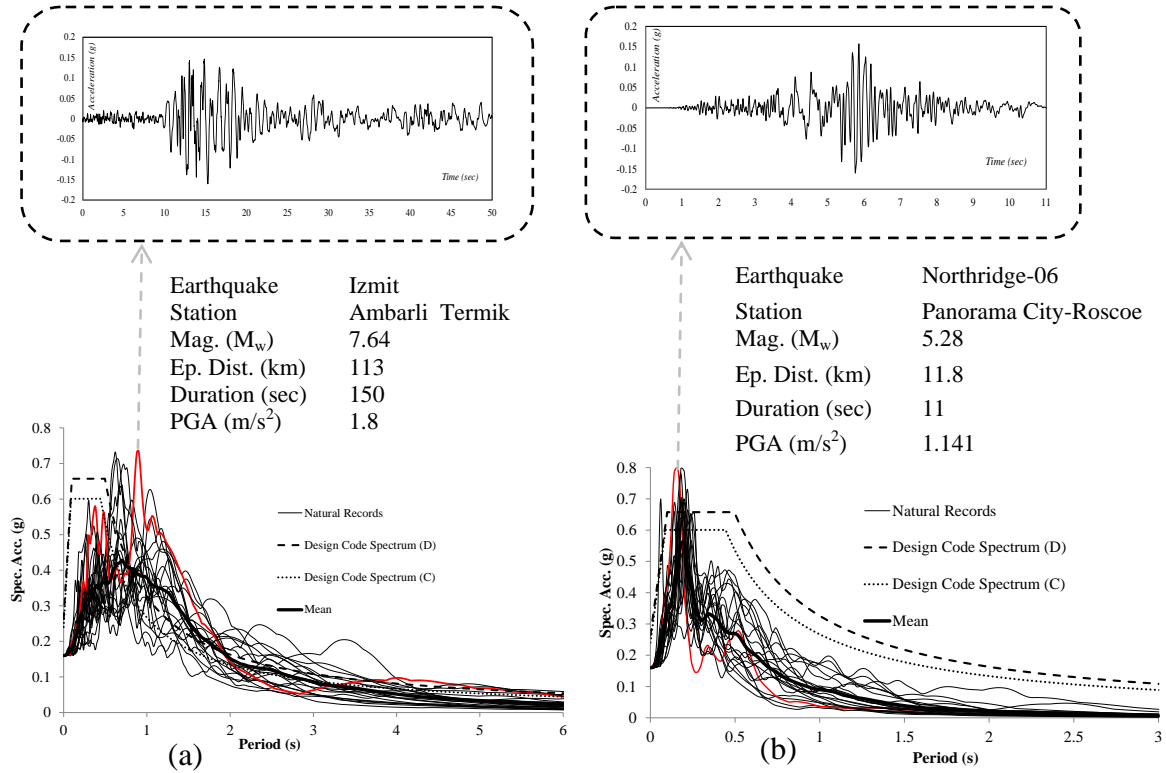 Acceleration (g)
0.2
0.15
0.1
0.05
0
-0.05
-0.1
-0.15
-0.2
Time (sec)
0 5 10 15 20 25 30 35 40 45 50
Acceleration (g)
0.2
0.15
0.1
0.05
0
-0.05
-0.1
-0.15
-0.2
Time (sec)
0 1 2 3 4 5 6 7 8 9 10 11
Earthquake Izmit
Station Ambarli Termik
Mag. (Mw) 7.64
Ep. Dist. (km) 113
Duration (sec) 150
PGA (m/s2) 1.8
Earthquake Northridge-06
Station Panorama City-Roscoe
Mag. (Mw) 5.28
Ep. Dist. (km) 11.8
Duration (sec) 11
PGA (m/s2) 1.141
Spec. Acc. (g)
0.8
0.7
0.6
0.5
0.4
0.3
0.2
0.1
0
Natural Records
Design Code Spectrum (D)
Design Code Spectrum (C)
Mean
0 1 2 3 4 5 6
Period (s)
(a)
Spec. Acc. (g)
0.8
0.7
0.6
0.5
0.4
0.3
0.2
0.1
0
Natural Records
Design Code Spectrum (D)
Design Code Spectrum (C)
Mean
0 0.5 1 1.5 2 2.5 3
Period (s)
(b)